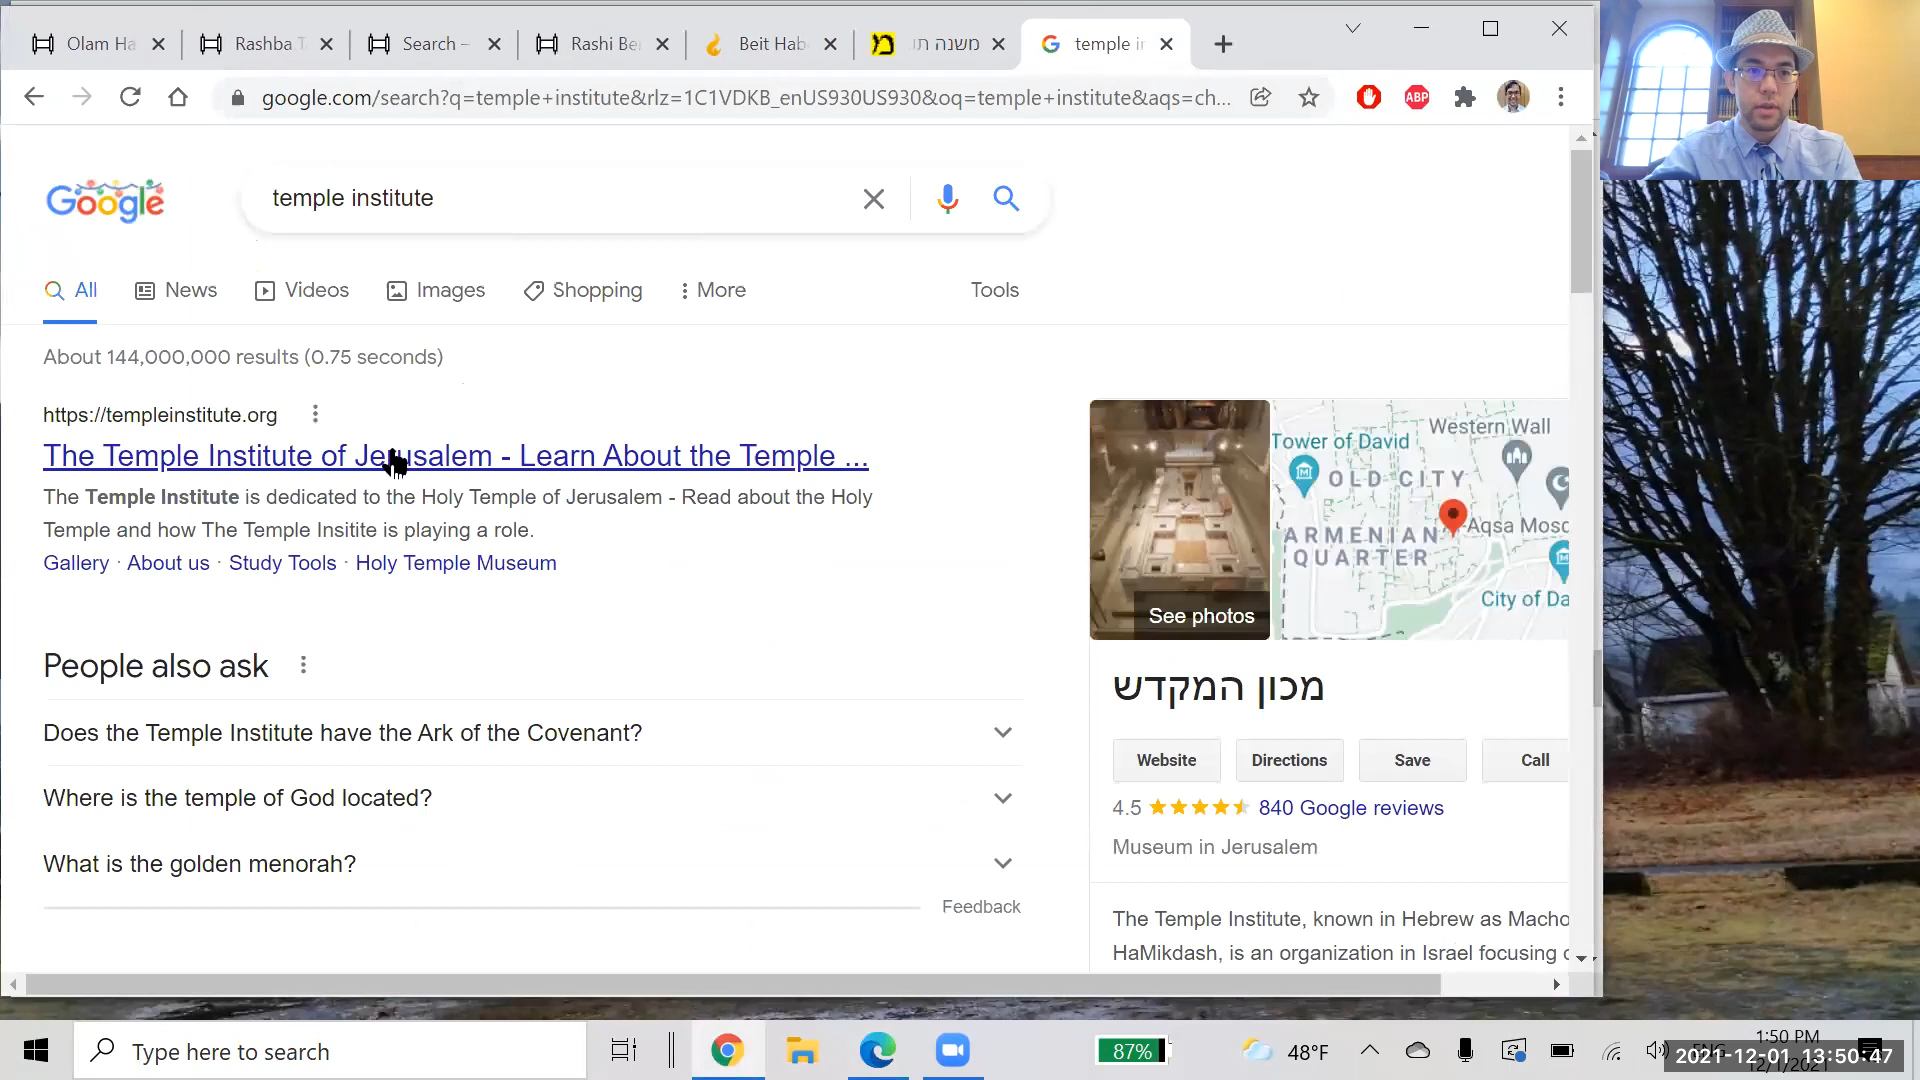 Olam Ha
Rashba T
Search -
Rashi Be
Beit Hab
משנה תו
temple in
google.com/search?q=temple+institute&rlz=1C1VDKB_enUS930US930&oq=temple+institute&aqs=ch...
ABP
Google
temple institute
All
News
Videos
Images
Shopping
More
Tools
About 144,000,000 results (0.75 seconds)
https://templeinstitute.org
The Temple Institute of Jerusalem - Learn About the Temple ...
The Temple Institute is dedicated to the Holy Temple of Jerusalem - Read about the Holy
Temple and how The Temple Insitite is playing a role.
Gallery · About us · Study Tools · Holy Temple Museum
People also ask
Does the Temple Institute have the Ark of the Covenant?
Where is the temple of God located?
What is the golden menorah?
Feedback
See photos
Tower of David
Western Wall
OLD CITY
Aqsa Mosq
ARMENIAN
QUARTER
City of Da
מכון המקדש
Website
Directions
Save
Call
4.5
840 Google reviews
Museum in Jerusalem
The Temple Institute, known in Hebrew as Macho
HaMikdash, is an organization in Israel focusing
Type here to search
87%
48°F
ENG
1:50 PM
12/1/2021
2021-12-01 13:50:47